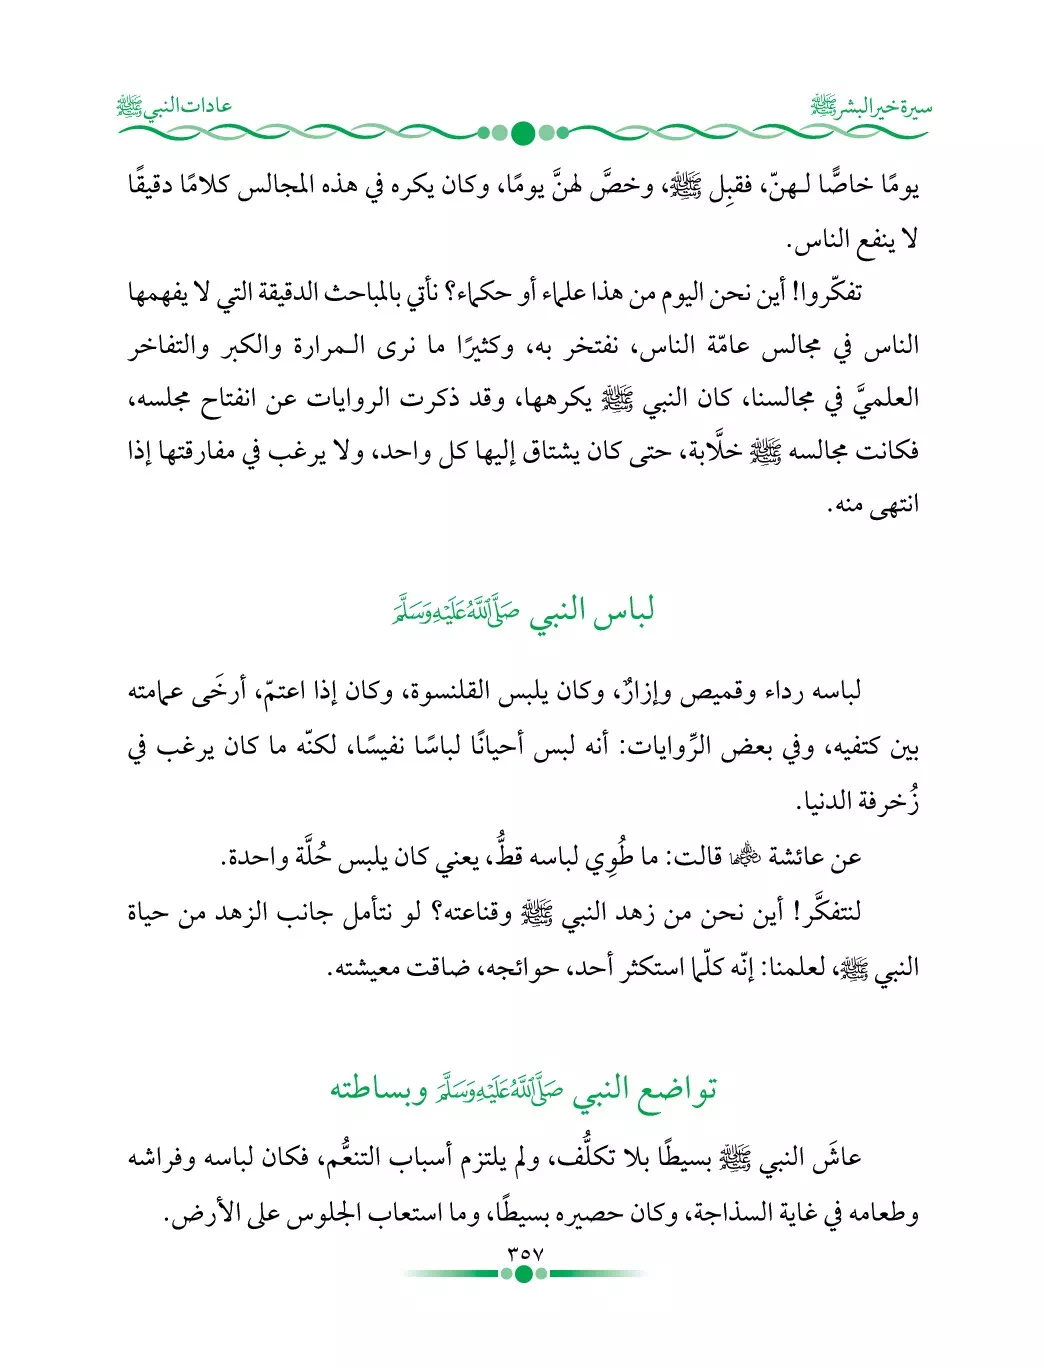 سيرة خير البشر ﷺ
عادات النبي ﷺ
يومًا خاصًّا لـهنّ، فقبِل ﷺ، وخصَّ لهنَّ يومًا، وكان يكره في هذه المجالس كلامًا دقيقًا
لا ينفع الناس.
تفكّروا! أين نحن اليوم من هذا علماء أو حكماء؟ نأتي بالمباحث الدقيقة التي لا يفهمها
الناس في مجالس عامّة الناس، نفتخر به، وكثيرًا ما نرى الـمرارة والكبر والتفاخر
العلميَّ في مجالسنا، كان النبي ﷺ يكرهها، وقد ذكرت الروايات عن انفتاح مجلسه،
فكانت مجالسه ﷺ خلَّابة، حتى كان يشتاق إليها كل واحد، ولا يرغب في مفارقتها إذا
انتهى منه.
لباس النبي صَلَّى اللَّهُ عَلَيْهِ وَسَلَّمَ
لباسه رداء وقميص وإزارٌ، وكان يلبس القلنسوة، وكان إذا اعتمّ، أرخَى عمامته
بين كتفيه، وفي بعض الرِّوايات: أنه لبس أحيانًا لباسًا نفيسًا، لكنّه ما كان يرغب في
زُخرفة الدنيا.
عن عائشة رضي الله عنها قالت: ما طُوِي لباسه قطُّ، يعني كان يلبس حُلَّة واحدة.
لنتفكَّر! أين نحن من زهد النبي ﷺ وقناعته؟ لو نتأمل جانب الزهد من حياة
النبي ﷺ، لعلمنا: إنّه كلّما استكثر أحد، حوائجه، ضاقت معيشته.
تواضع النبي صَلَّى اللَّهُ عَلَيْهِ وَسَلَّمَ وبساطته
عاشَ النبي ﷺ بسيطًا بلا تكلُّف، ولم يلتزم أسباب التنعُّم، فكان لباسه وفراشه
وطعامه في غاية السذاجة، وكان حصيره بسيطًا، وما استعاب الجلوس على الأرض.
٣٥٧